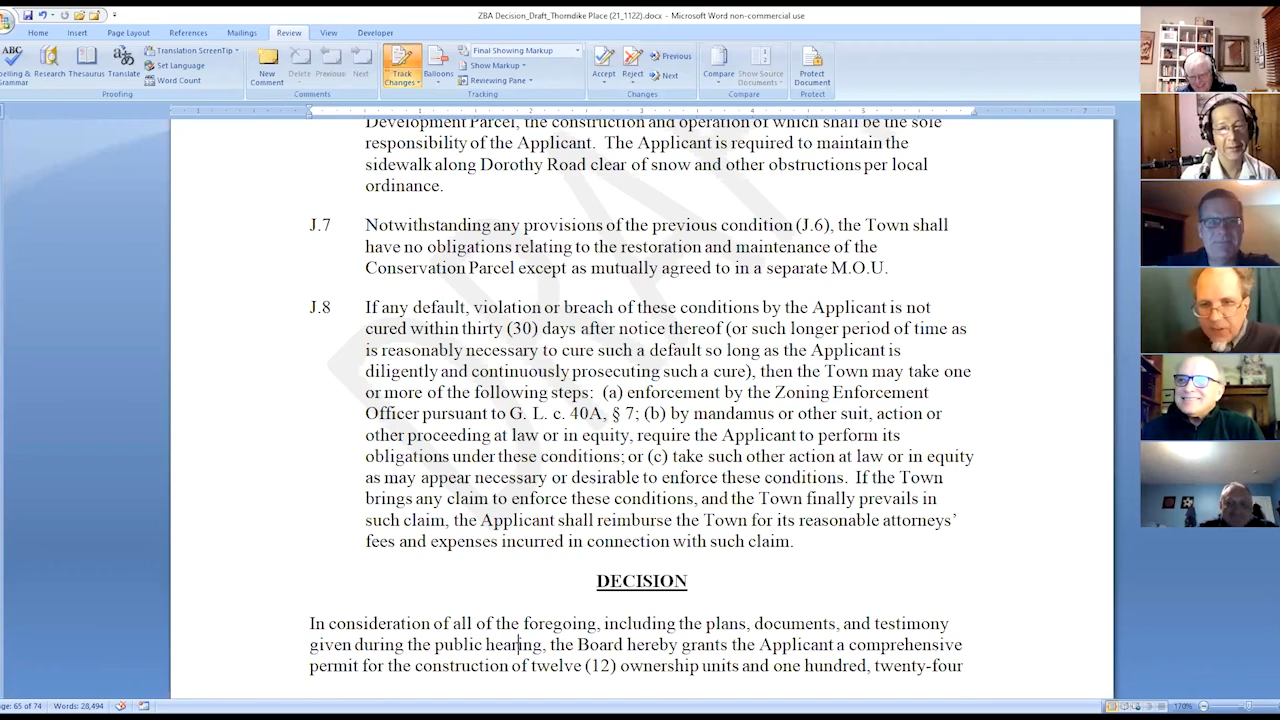 ZBA Decision_Draft_Thorndike Place (21_1122).docx - Microsoft Word non-commercial use
Home Insert Page Layout References Mailings Review View Developer
ABC
Spelling &
Grammar
Research Thesaurus Translate
Translation ScreenTip
Set Language
Word Count
Proofing
New
Comment
Delete Previous Next
Comments
Track
Changes
Balloons
Final Showing Markup
Show Markup
Reviewing Pane
Tracking
Accept Reject
Previous
Next
Changes
Compare Show Source
Documents
Compare
Protect
Document
Protect
Development Parcel, the construction and operation of which shall be the sole
responsibility of the Applicant.  The Applicant is required to maintain the
sidewalk along Dorothy Road clear of snow and other obstructions per local
ordinance.
J.7 Notwithstanding any provisions of the previous condition (J.6), the Town shall
have no obligations relating to the restoration and maintenance of the
Conservation Parcel except as mutually agreed to in a separate M.O.U.
J.8 If any default, violation or breach of these conditions by the Applicant is not
cured within thirty (30) days after notice thereof (or such longer period of time as
is reasonably necessary to cure such a default so long as the Applicant is
diligently and continuously prosecuting such a cure), then the Town may take one
or more of the following steps:  (a) enforcement by the Zoning Enforcement
Officer pursuant to G. L. c. 40A, § 7; (b) by mandamus or other suit, action or
other proceeding at law or in equity, require the Applicant to perform its
obligations under these conditions; or (c) take such other action at law or in equity
as may appear necessary or desirable to enforce these conditions.  If the Town
brings any claim to enforce these conditions, and the Town finally prevails in
such claim, the Applicant shall reimburse the Town for its reasonable attorneys’
fees and expenses incurred in connection with such claim.
DECISION
In consideration of all of the foregoing, including the plans, documents, and testimony
given during the public hearing, the Board hereby grants the Applicant a comprehensive
permit for the construction of twelve (12) ownership units and one hundred, twenty-four
DRAFT
Page: 65 of 74 Words: 28,494
170%